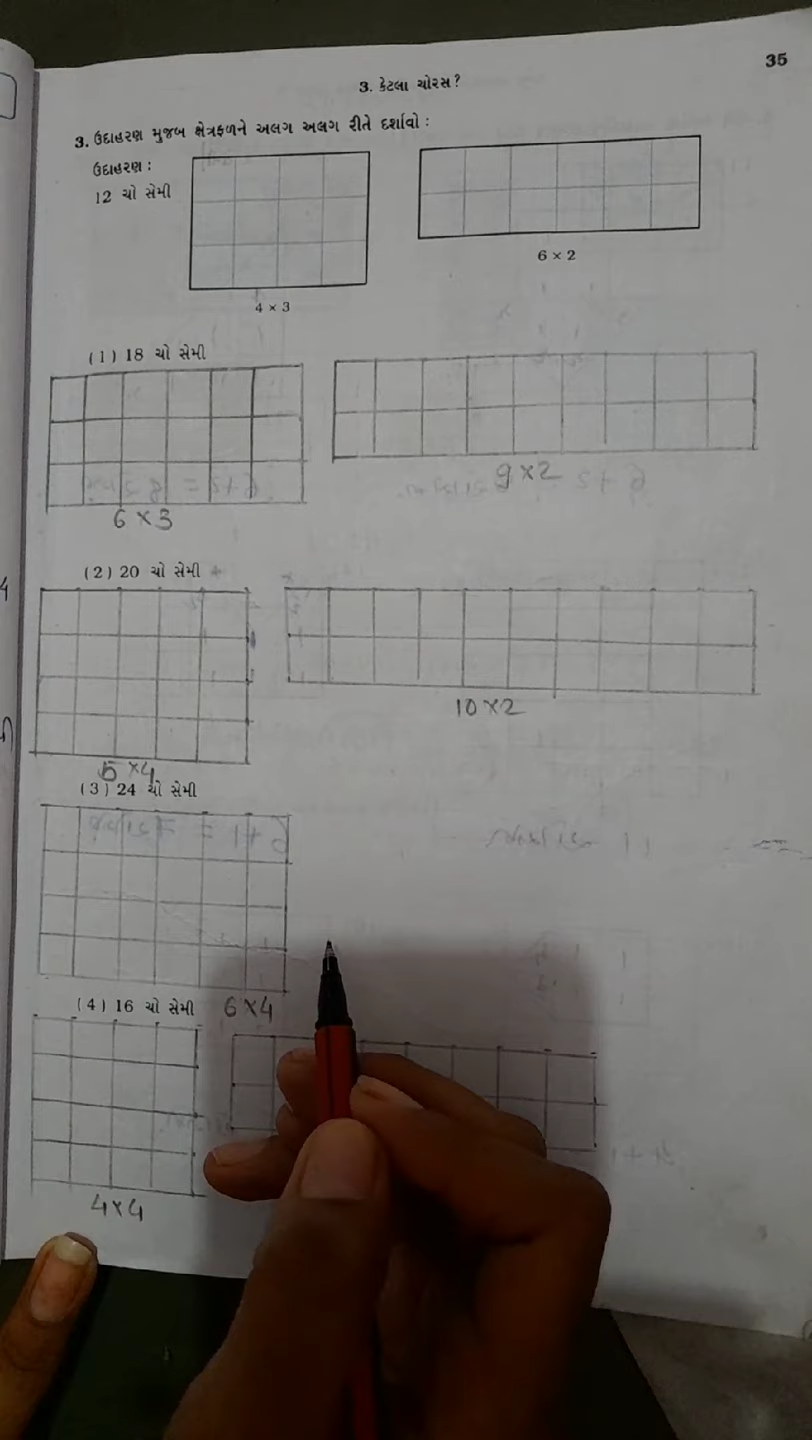 35
3. કેટલા ચોરસ?
3. ઉદાહરણ મુજબ ક્ષેત્રફળને અલગ અલગ રીતે દર્શાવો :
ઉદાહરણ :
12 ચો સેમી
4 × 3
6 × 2
(1) 18 ચો સેમી
6 × 3
9 × 2
(2) 20 ચો સેમી
5 × 4
10 × 2
(3) 24 ચો સેમી
6 × 4
(4) 16 ચો સેમી
4 × 4